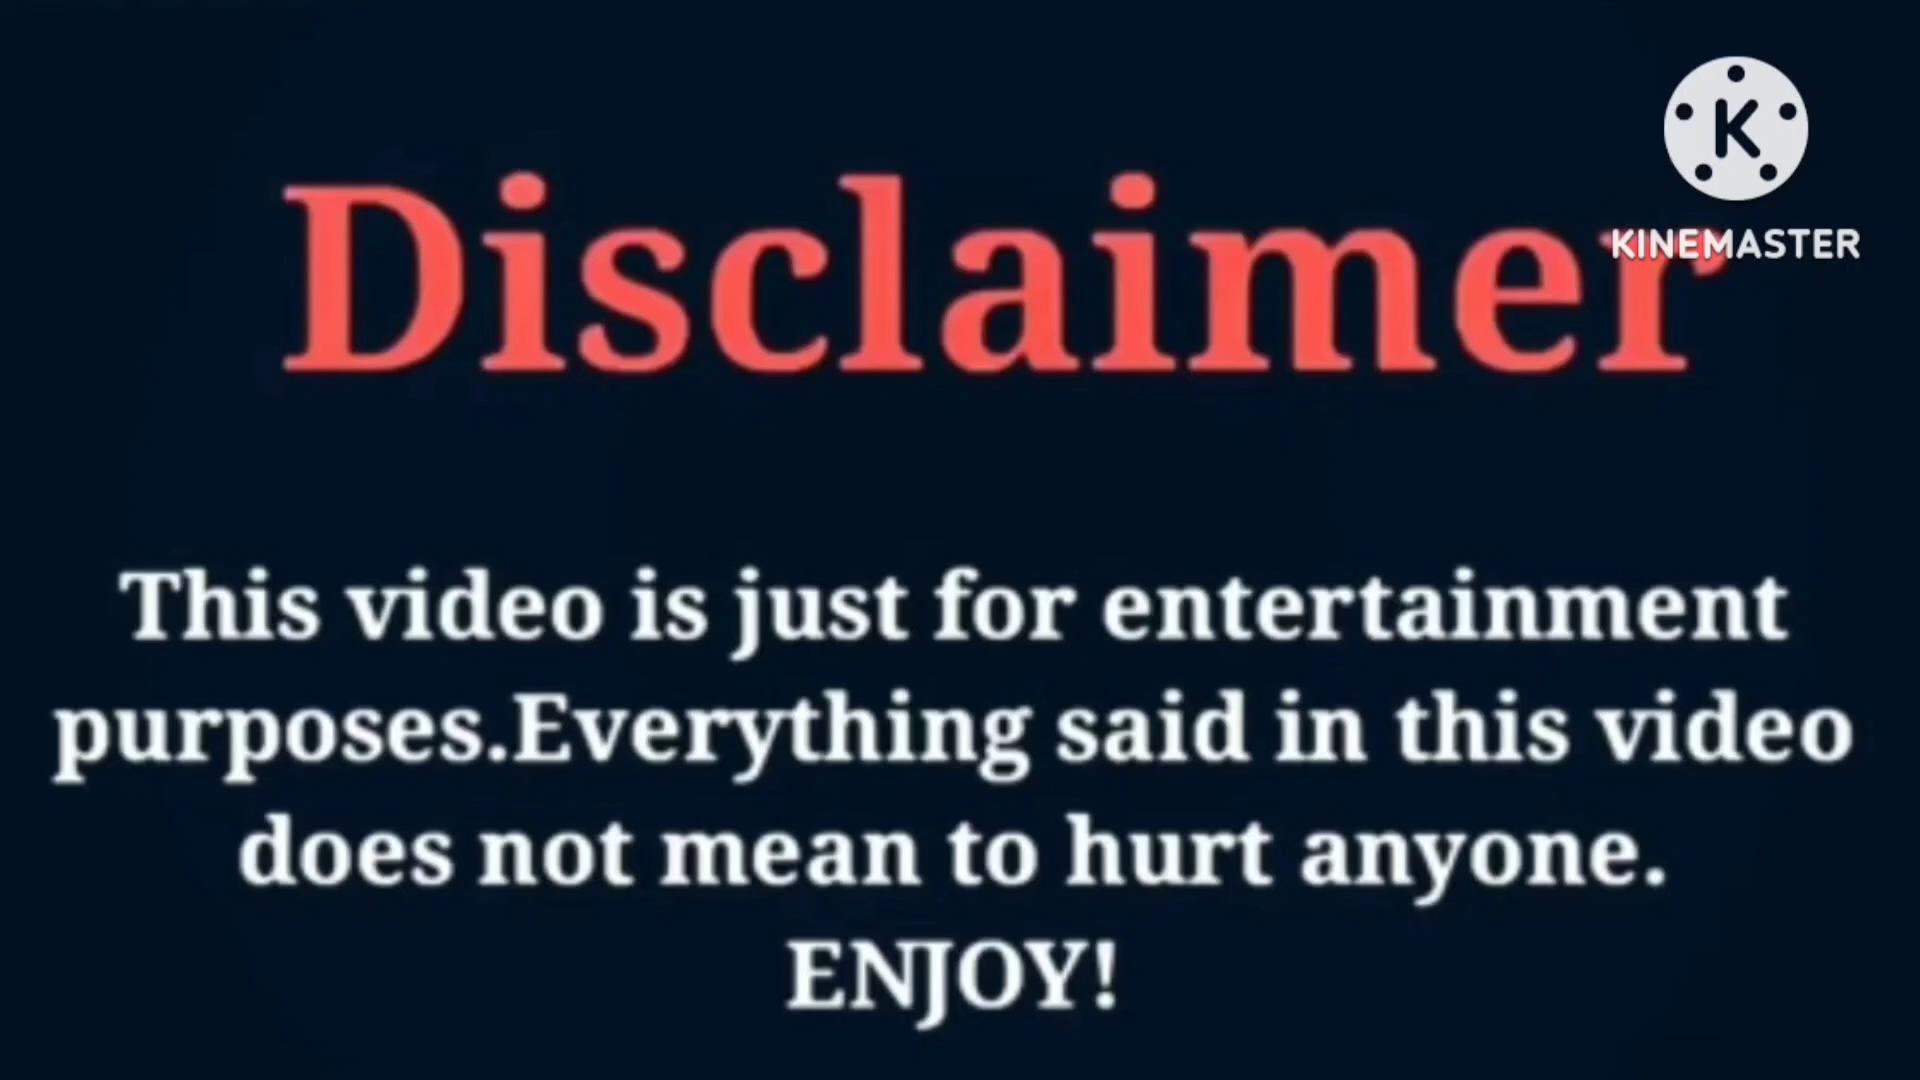 K
KINEMASTER
Disclaimer
This video is just for entertainment
purposes.Everything said in this video
does not mean to hurt anyone.
ENJOY!